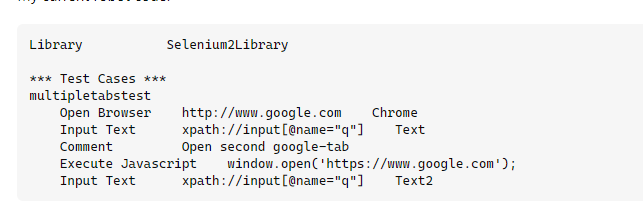 current robot code
Library Selenium2Library
*** Test Cases ***
multipletabstest
Open Browser http://www.google.com Chrome
Input Text xpath://input[@name="q"] Text
Comment Open second google-tab
Execute Javascript window.open('https://www.google.com');
Input Text xpath://input[@name="q"] Text2